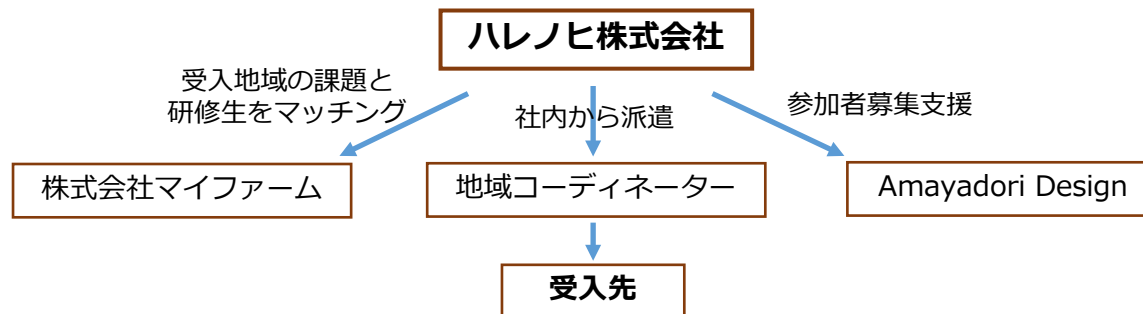 ハレノヒ株式会社
受入地域の課題と
研修生をマッチング
社内から派遣
参加者募集支援
株式会社マイファーム
地域コーディネーター
Amayadori Design
受入先